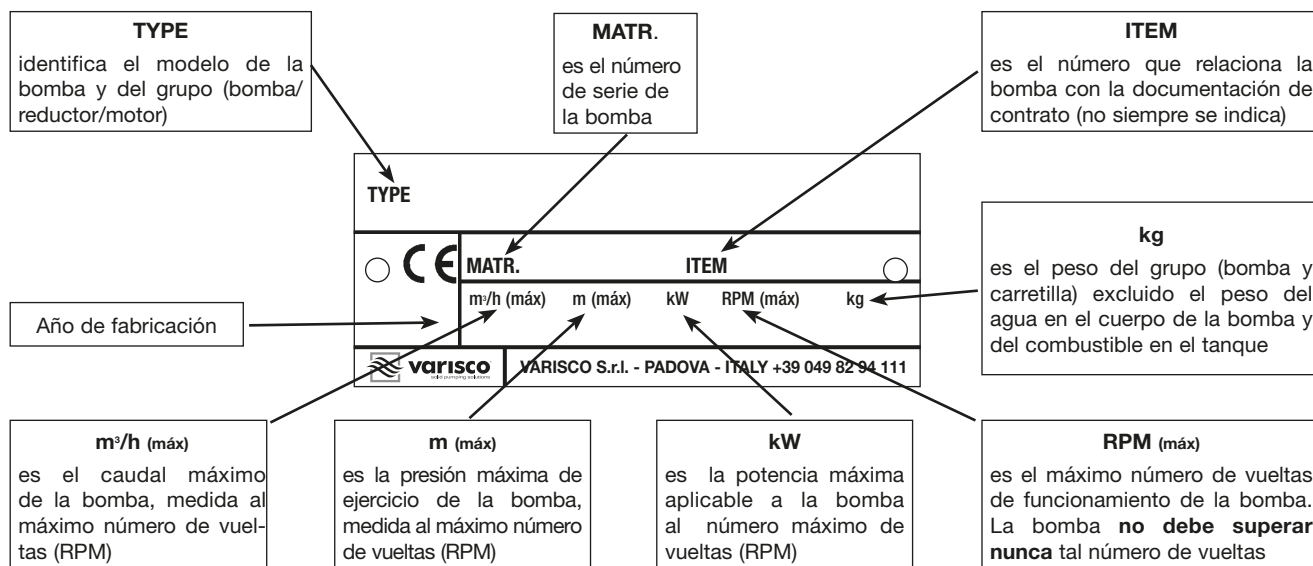 TYPE
identifica el modelo de la
bomba y del grupo (bomba/
reductor/motor)
MATR.
es el número
de serie de
la bomba
ITEM
es el número que relaciona la
bomba con la documentación de
contrato (no siempre se indica)
TYPE
CE MATR. ITEM
m³/h (máx) m (máx) kW RPM (máx) kg
varisco
solid pumping solutions
VARISCO S.r.l. - PADOVA - ITALY +39 049 82 94 111
Año de fabricación
kg
es el peso del grupo (bomba y
carretilla) excluido el peso del
agua en el cuerpo de la bomba y
del combustible en el tanque
m³/h (máx)
es el caudal máximo
de la bomba, medida al
máximo número de vuel-
tas (RPM)
m (máx)
es la presión máxima de
ejercicio de la bomba,
medida al máximo número
de vueltas (RPM)
kW
es la potencia máxima
aplicable a la bomba
al número máximo de
vueltas (RPM)
RPM (máx)
es el máximo número de vueltas
de funcionamiento de la bomba.
La bomba no debe superar
nunca tal número de vueltas